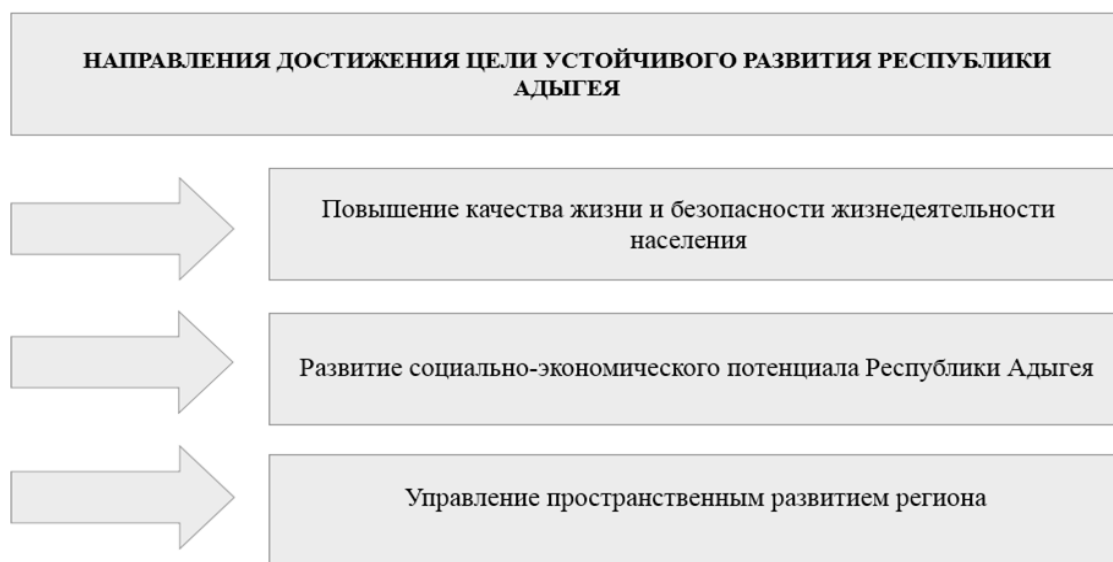 НАПРАВЛЕНИЯ ДОСТИЖЕНИЯ ЦЕЛИ УСТОЙЧИВОГО РАЗВИТИЯ РЕСПУБЛИКИ
АДЫГЕЯ
Повышение качества жизни и безопасности жизнедеятельности
населения
Развитие социально-экономического потенциала Республики Адыгея
Управление пространственным развитием региона